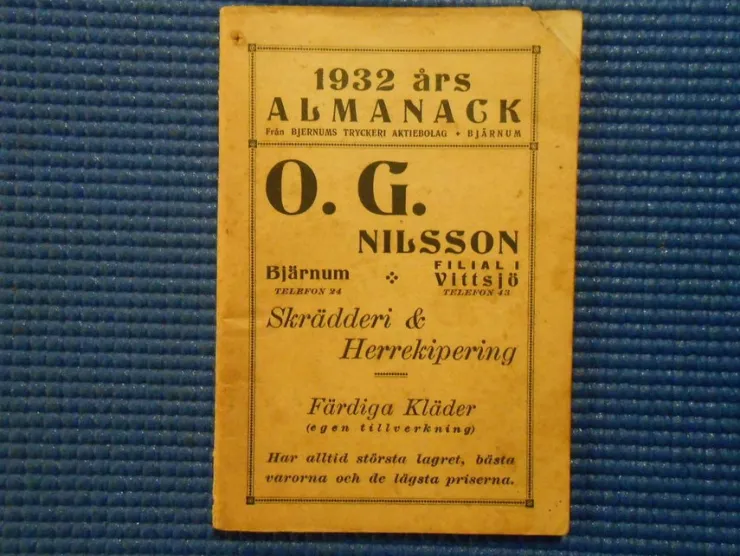 1932 års
ALMANACK
Från BJERNUMS TRYCKERI AKTIEBOLAG • BJÄRNUM
O. G.
NILSSON
Bjärnum
TELEFON 24
FILIAL I
Vittsjö
TELEFON 43
Skrädderi &
Herrekipering
Färdiga Kläder
(egen tillverkning)
Har alltid största lagret, bästa
varorna och de lägsta priserna.